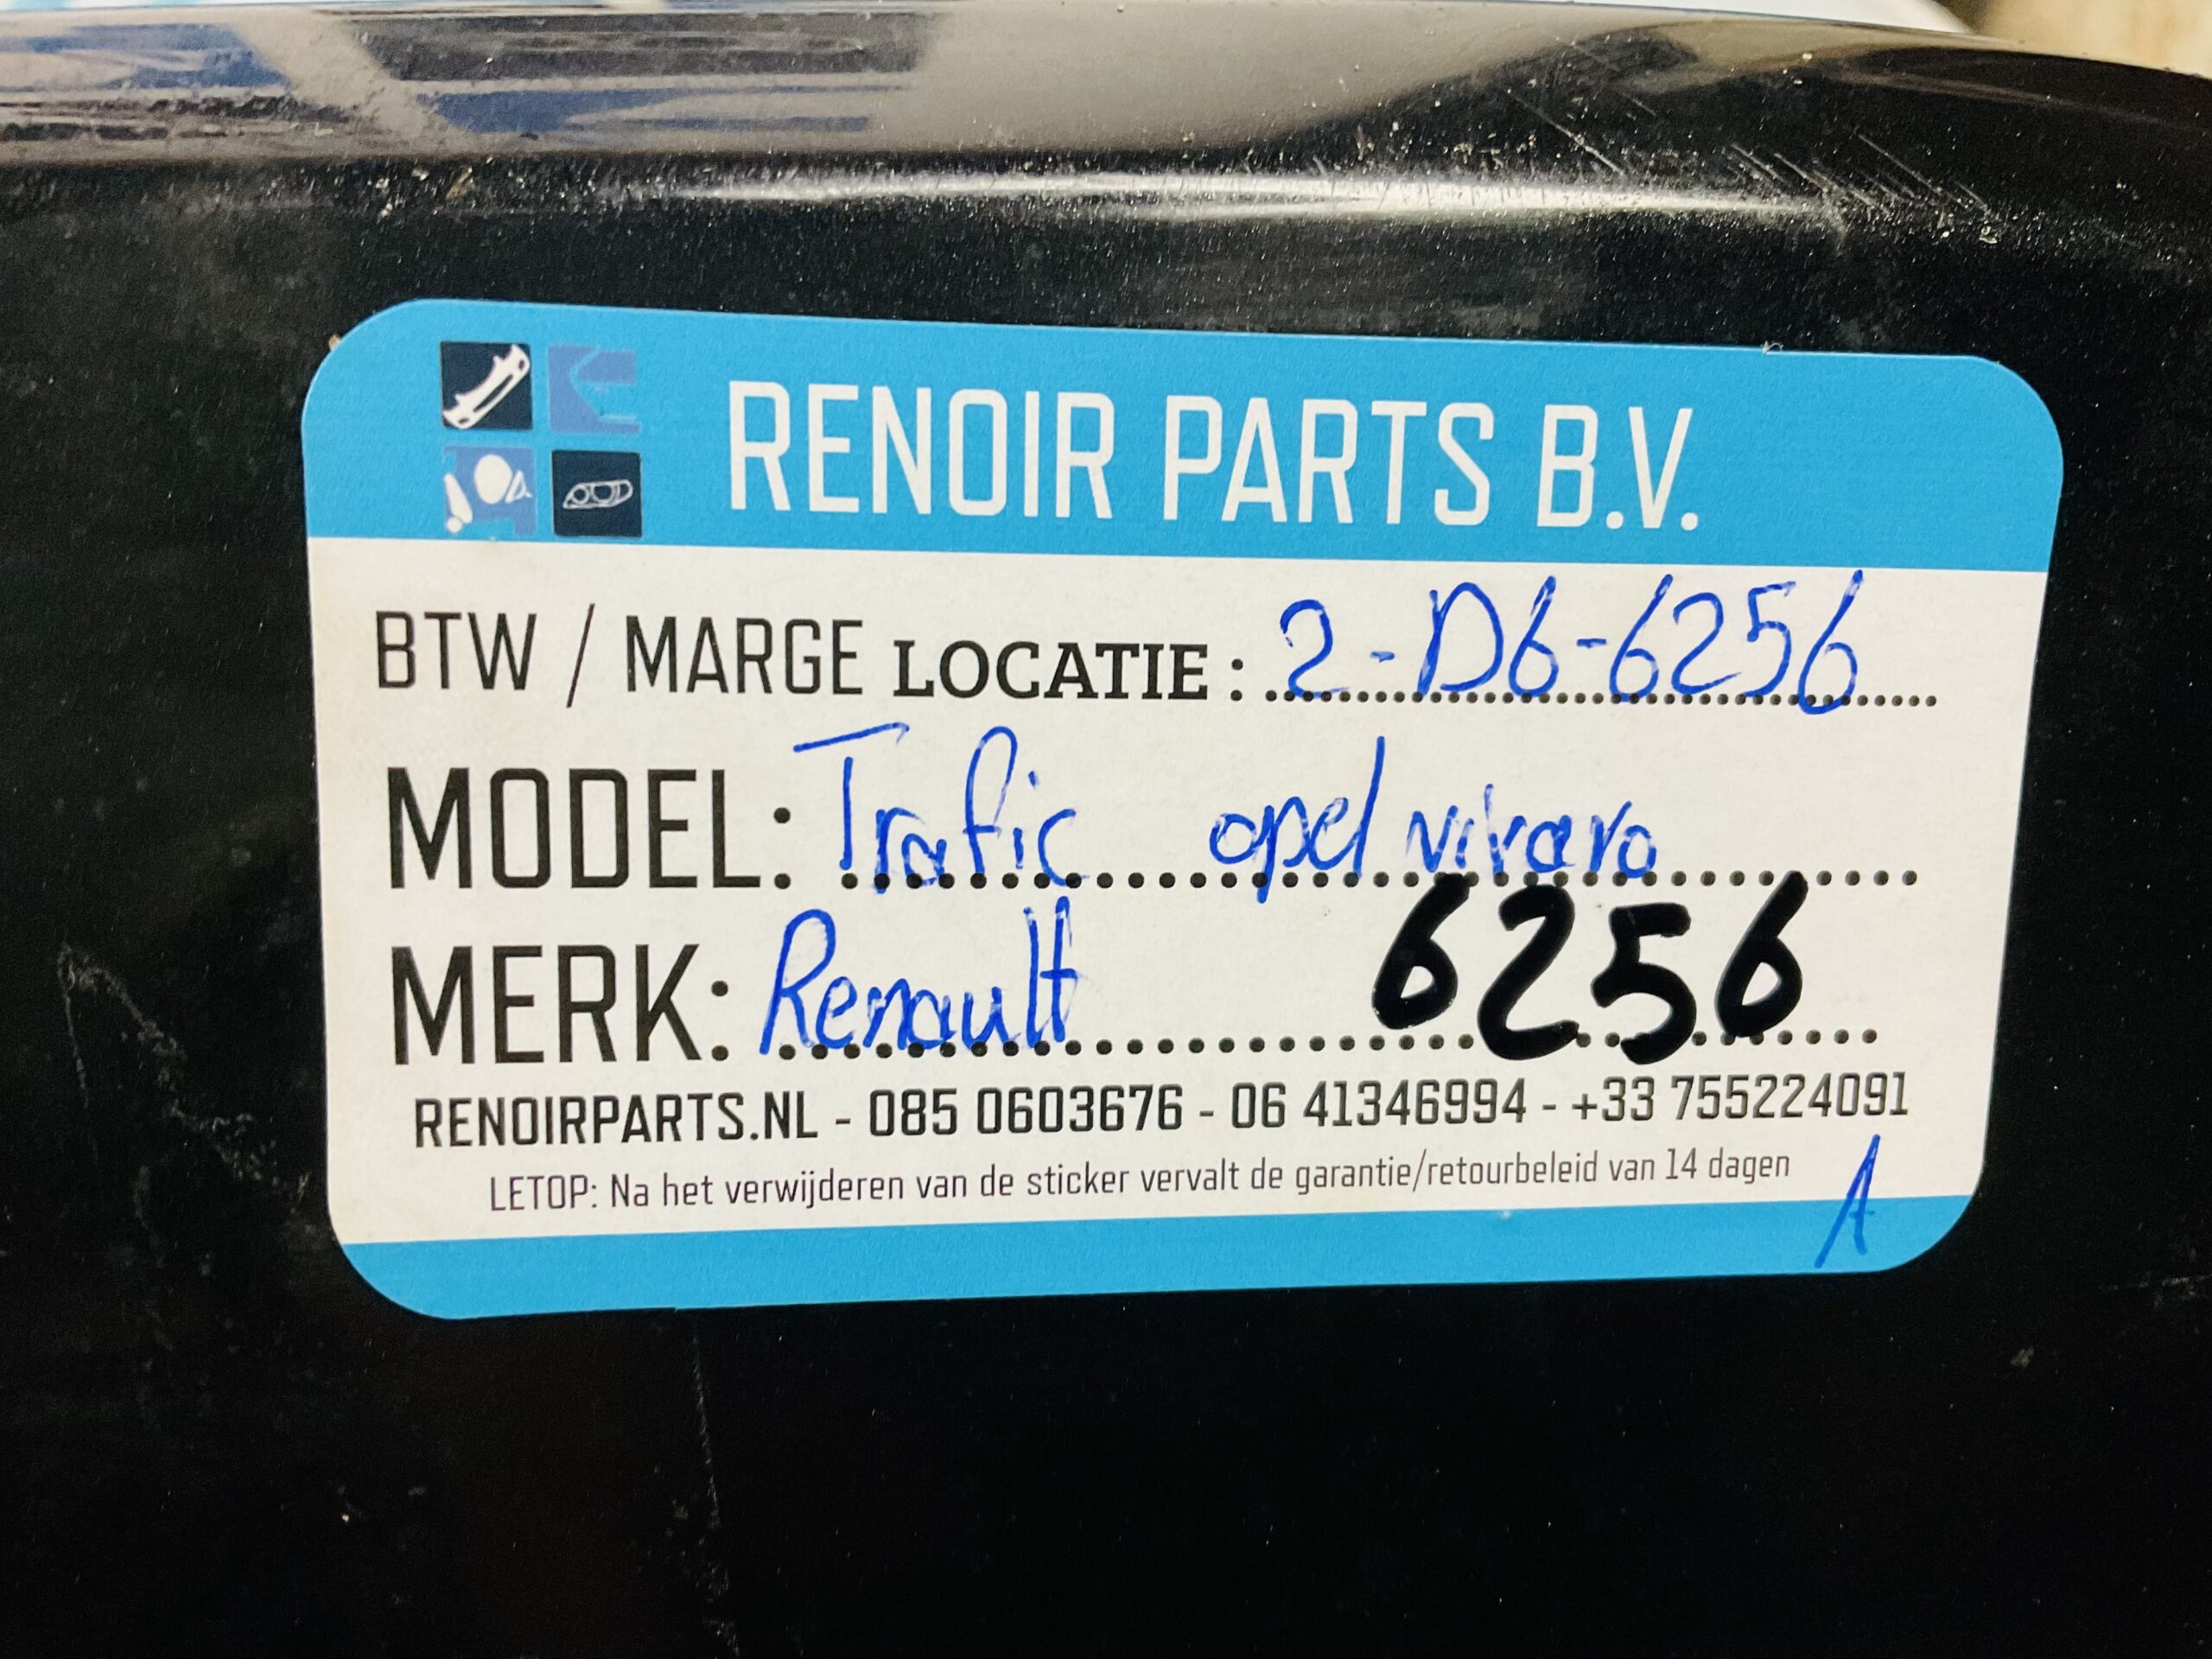 RENOIR PARTS B.V.
BTW / MARGE LOCATIE : 2-D6-6256
MODEL: Trafic opel vivaro
MERK: Renault 6256
RENOIRPARTS.NL - 085 0603676 - 06 41346994 - +33 755224091
LETOP: Na het verwijderen van de sticker vervalt de garantie/retourbeleid van 14 dagen
A